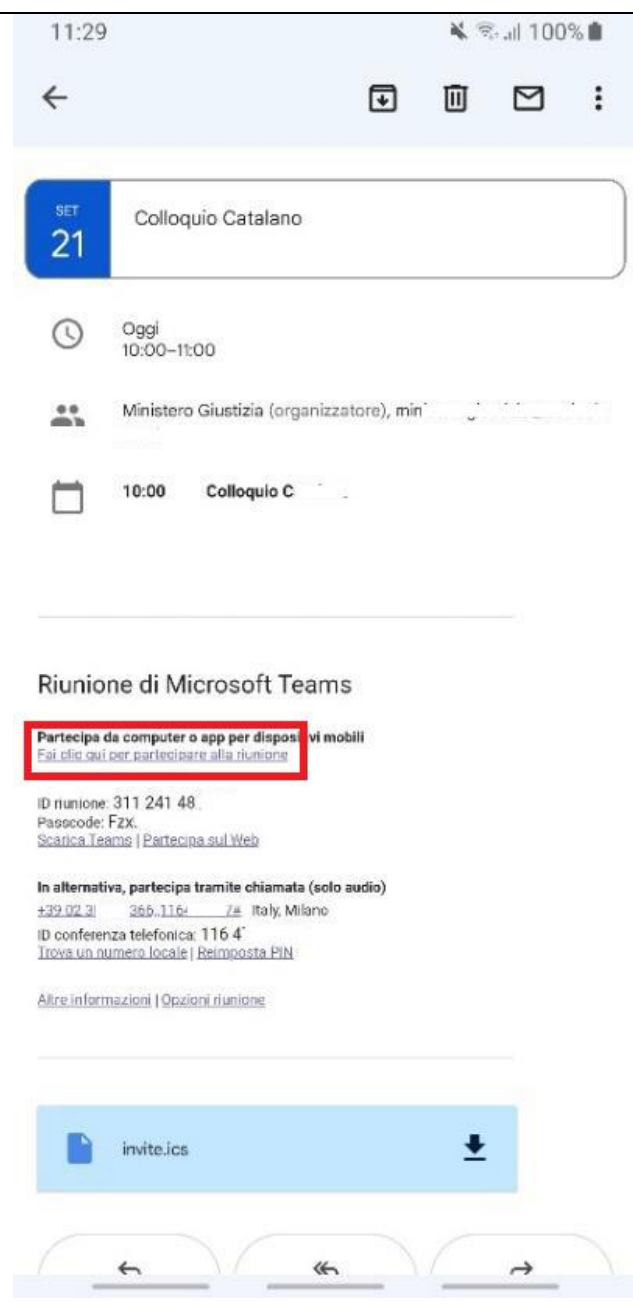 11:29 100%
SET
21
Colloquio Catalano
Oggi
10:00–11:00
Ministero Giustizia (organizzatore),
10:00 Colloquio C
Riunione di Microsoft Teams
Partecipa da computer o app per dispositivi mobili
Fai clic qui per partecipare alla riunione
ID riunione: 311 241 48
Passcode: Fzx.
Scarica Teams | Partecipa sul Web
In alternativa, partecipa tramite chiamata (solo audio)
+39 02 Italy, Milano
ID conferenza telefonica: 116 4
Trova un numero locale | Reimposta PIN
Altre informazioni | Opzioni riunione
invite.ics